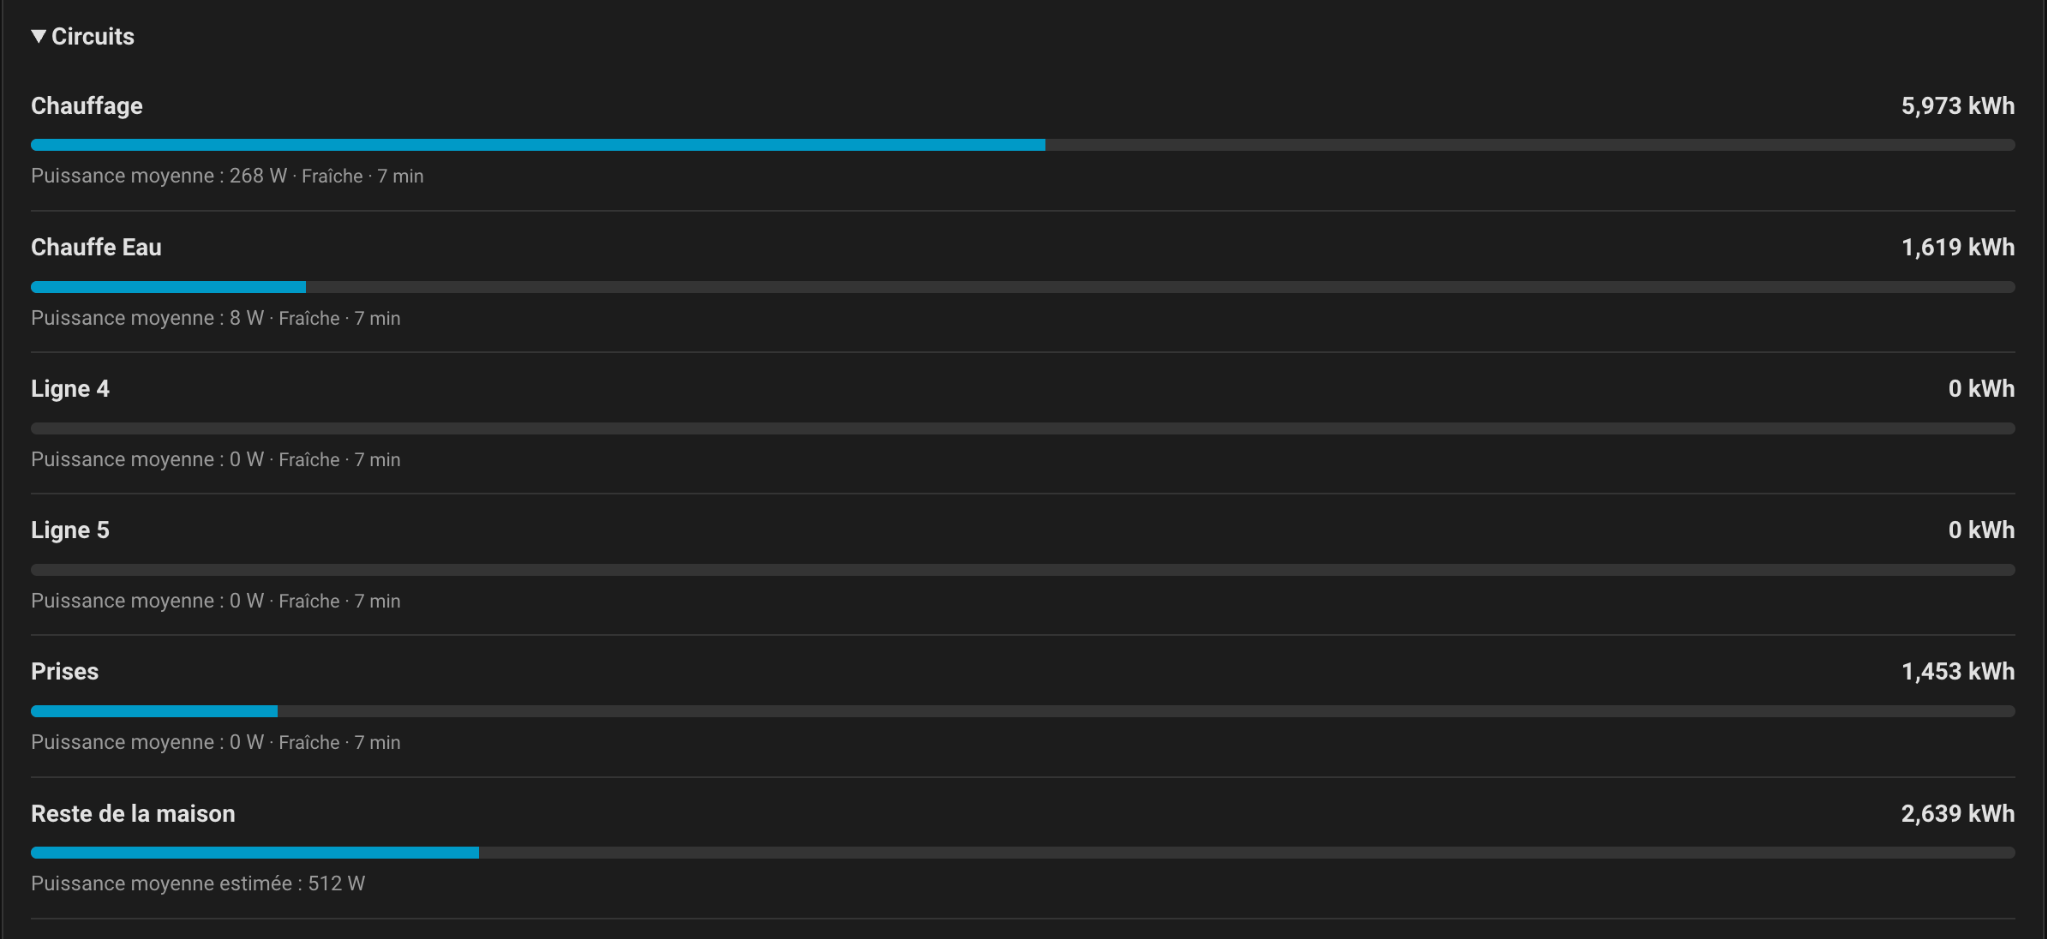 ▼ Circuits
Chauffage 5,973 kWh
Puissance moyenne : 268 W · Fraîche · 7 min
Chauffe Eau 1,619 kWh
Puissance moyenne : 8 W · Fraîche · 7 min
Ligne 4 0 kWh
Puissance moyenne : 0 W · Fraîche · 7 min
Ligne 5 0 kWh
Puissance moyenne : 0 W · Fraîche · 7 min
Prises 1,453 kWh
Puissance moyenne : 0 W · Fraîche · 7 min
Reste de la maison 2,639 kWh
Puissance moyenne estimée : 512 W